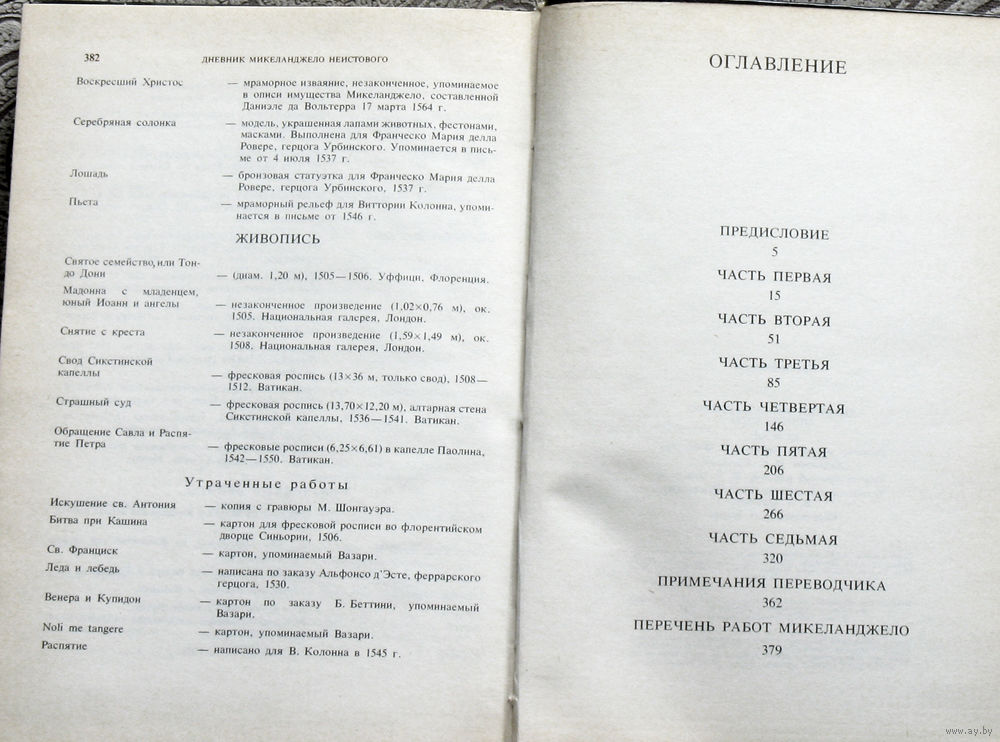 382
ДНЕВНИК МИКЕЛАНДЖЕЛО НЕИСТОВОГО
Воскресший Христос — мраморное изваяние, незаконченное, упоминаемое
в описи имущества Микеланджело, составленной
Даниэле да Вольтерра 17 марта 1564 г.
Серебряная солонка — модель, украшенная лапами животных, фестонами,
масками. Выполнена для Франческо Мария делла
Ровере, герцога Урбинского. Упоминается в пись-
ме от 4 июля 1537 г.
Лошадь — бронзовая статуэтка для Франческо Мария делла
Ровере, герцога Урбинского, 1537 г.
Пьета — мраморный рельеф для Виттории Колонна, упоми-
нается в письме от 1546 г.
ЖИВОПИСЬ
Святое семейство, или Тон-
до Дони — (диам. 1,20 м), 1505—1506. Уффици. Флоренция.
Мадонна с младенцем,
юный Иоанн и ангелы — незаконченное произведение (1,02×0,76 м), ок.
1505. Национальная галерея, Лондон.
Снятие с креста — незаконченное произведение (1,59×1,49 м), ок.
1508. Национальная галерея, Лондон.
Свод Сикстинской
капеллы — фресковая роспись (13×36 м, только свод), 1508—
1512. Ватикан.
Страшный суд — фресковая роспись (13,70×12,20 м), алтарная стена
Сикстинской капеллы, 1536—1541. Ватикан.
Обращение Савла и Распя-
тие Петра — фресковые росписи (6,25×6,61) в капелле Паолина,
1542—1550. Ватикан.
Утраченные работы
Искушение св. Антония — копия с гравюры М. Шонгауэра.
Битва при Кашина — картон для фресковой росписи во флорентийском
дворце Синьории, 1506.
Св. Франциск — картон, упоминаемый Вазари.
Леда и лебедь — написана по заказу Альфонсо д'Эсте, феррарского
герцога, 1530.
Венера и Купидон — картон по заказу Б. Беттини, упоминаемый
Вазари.
Noli me tangere — картон, упоминаемый Вазари.
Распятие — написано для В. Колонна в 1545 г.
ОГЛАВЛЕНИЕ
ПРЕДИСЛОВИЕ
5
ЧАСТЬ ПЕРВАЯ
15
ЧАСТЬ ВТОРАЯ
51
ЧАСТЬ ТРЕТЬЯ
85
ЧАСТЬ ЧЕТВЕРТАЯ
146
ЧАСТЬ ПЯТАЯ
206
ЧАСТЬ ШЕСТАЯ
266
ЧАСТЬ СЕДЬМАЯ
320
ПРИМЕЧАНИЯ ПЕРЕВОДЧИКА
362
ПЕРЕЧЕНЬ РАБОТ МИКЕЛАНДЖЕЛО
379
www.ay.by